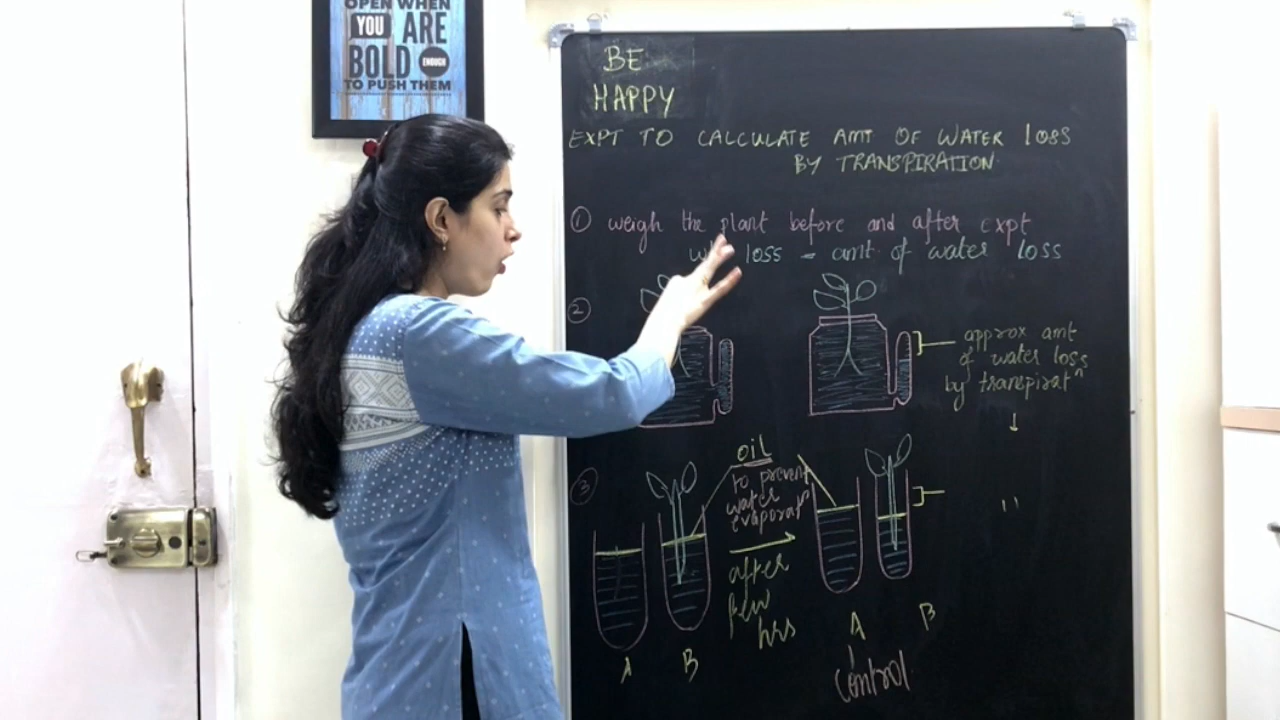 OPEN WHEN
YOU ARE
BOLD ENOUGH
TO PUSH THEM
BE
HAPPY
EXPT TO CALCULATE AMT OF WATER LOSS
BY TRANSPIRATION
① weigh the plant before and after expt
loss = amt. of water loss
②
approx amt
of water loss
by transpiratⁿ
↓
③
oil
to prevent
water
evaporatⁿ
after
few
hrs
"
A
B
A
B
control